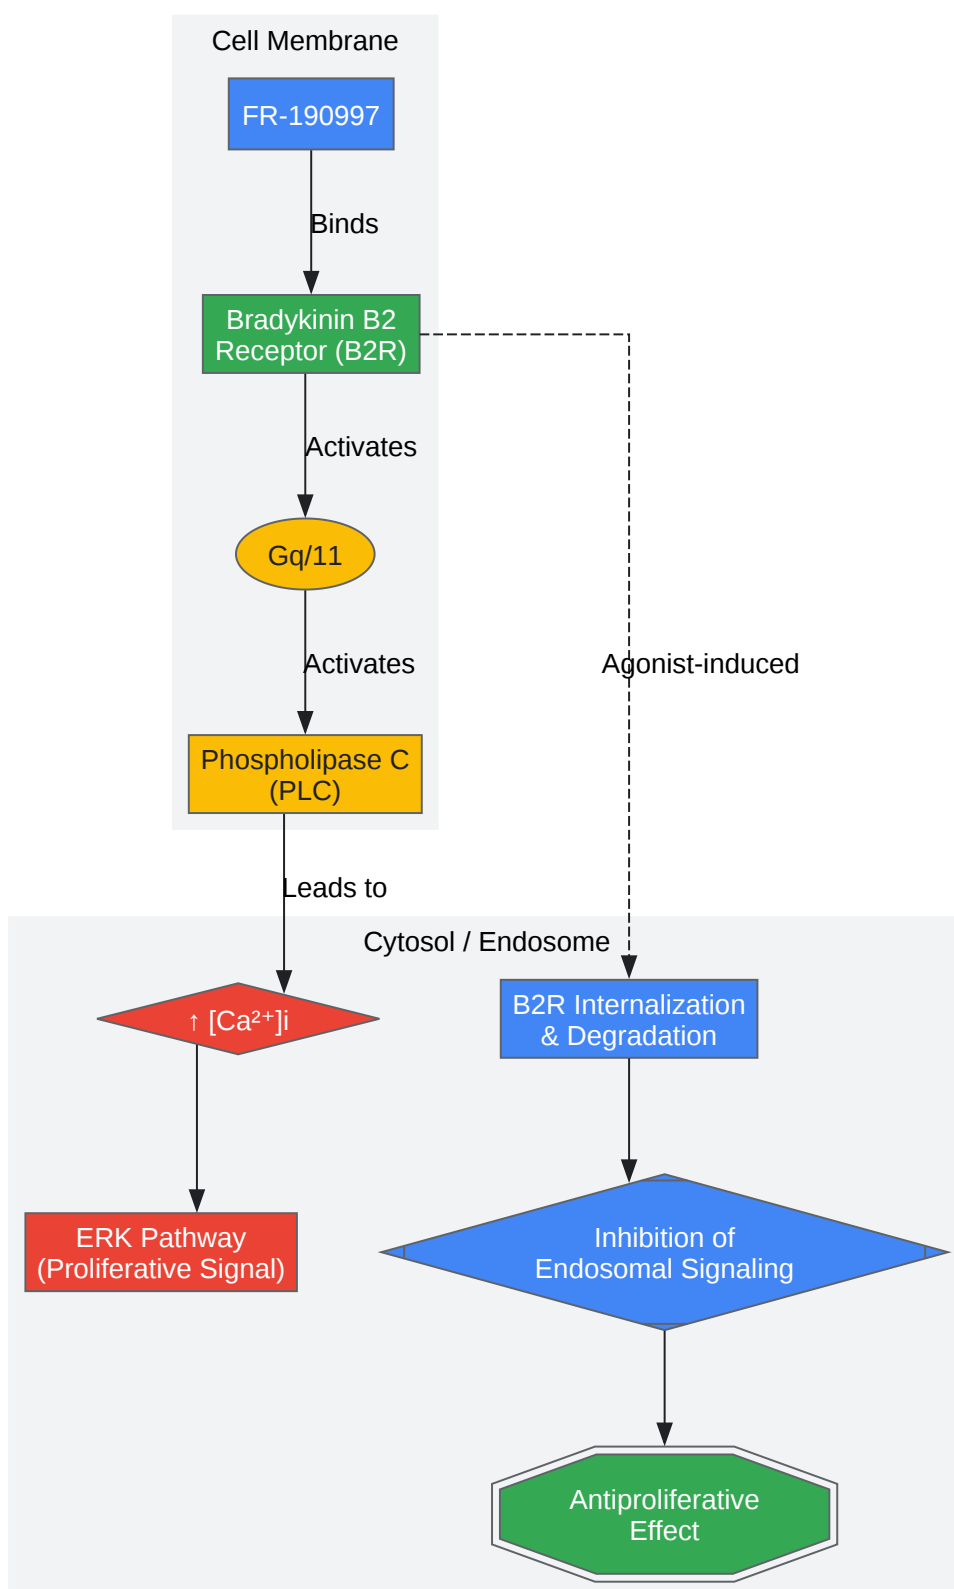 Cell Membrane
FR-190997
Binds
Bradykinin B2
Receptor (B2R)
Activates
Gq/11
Activates
Agonist-induced
Phospholipase C
(PLC)
Leads to
Cytosol / Endosome
↑ [Ca²⁺]i
B2R Internalization
& Degradation
ERK Pathway
(Proliferative Signal)
Inhibition of
Endosomal Signaling
Antiproliferative
Effect